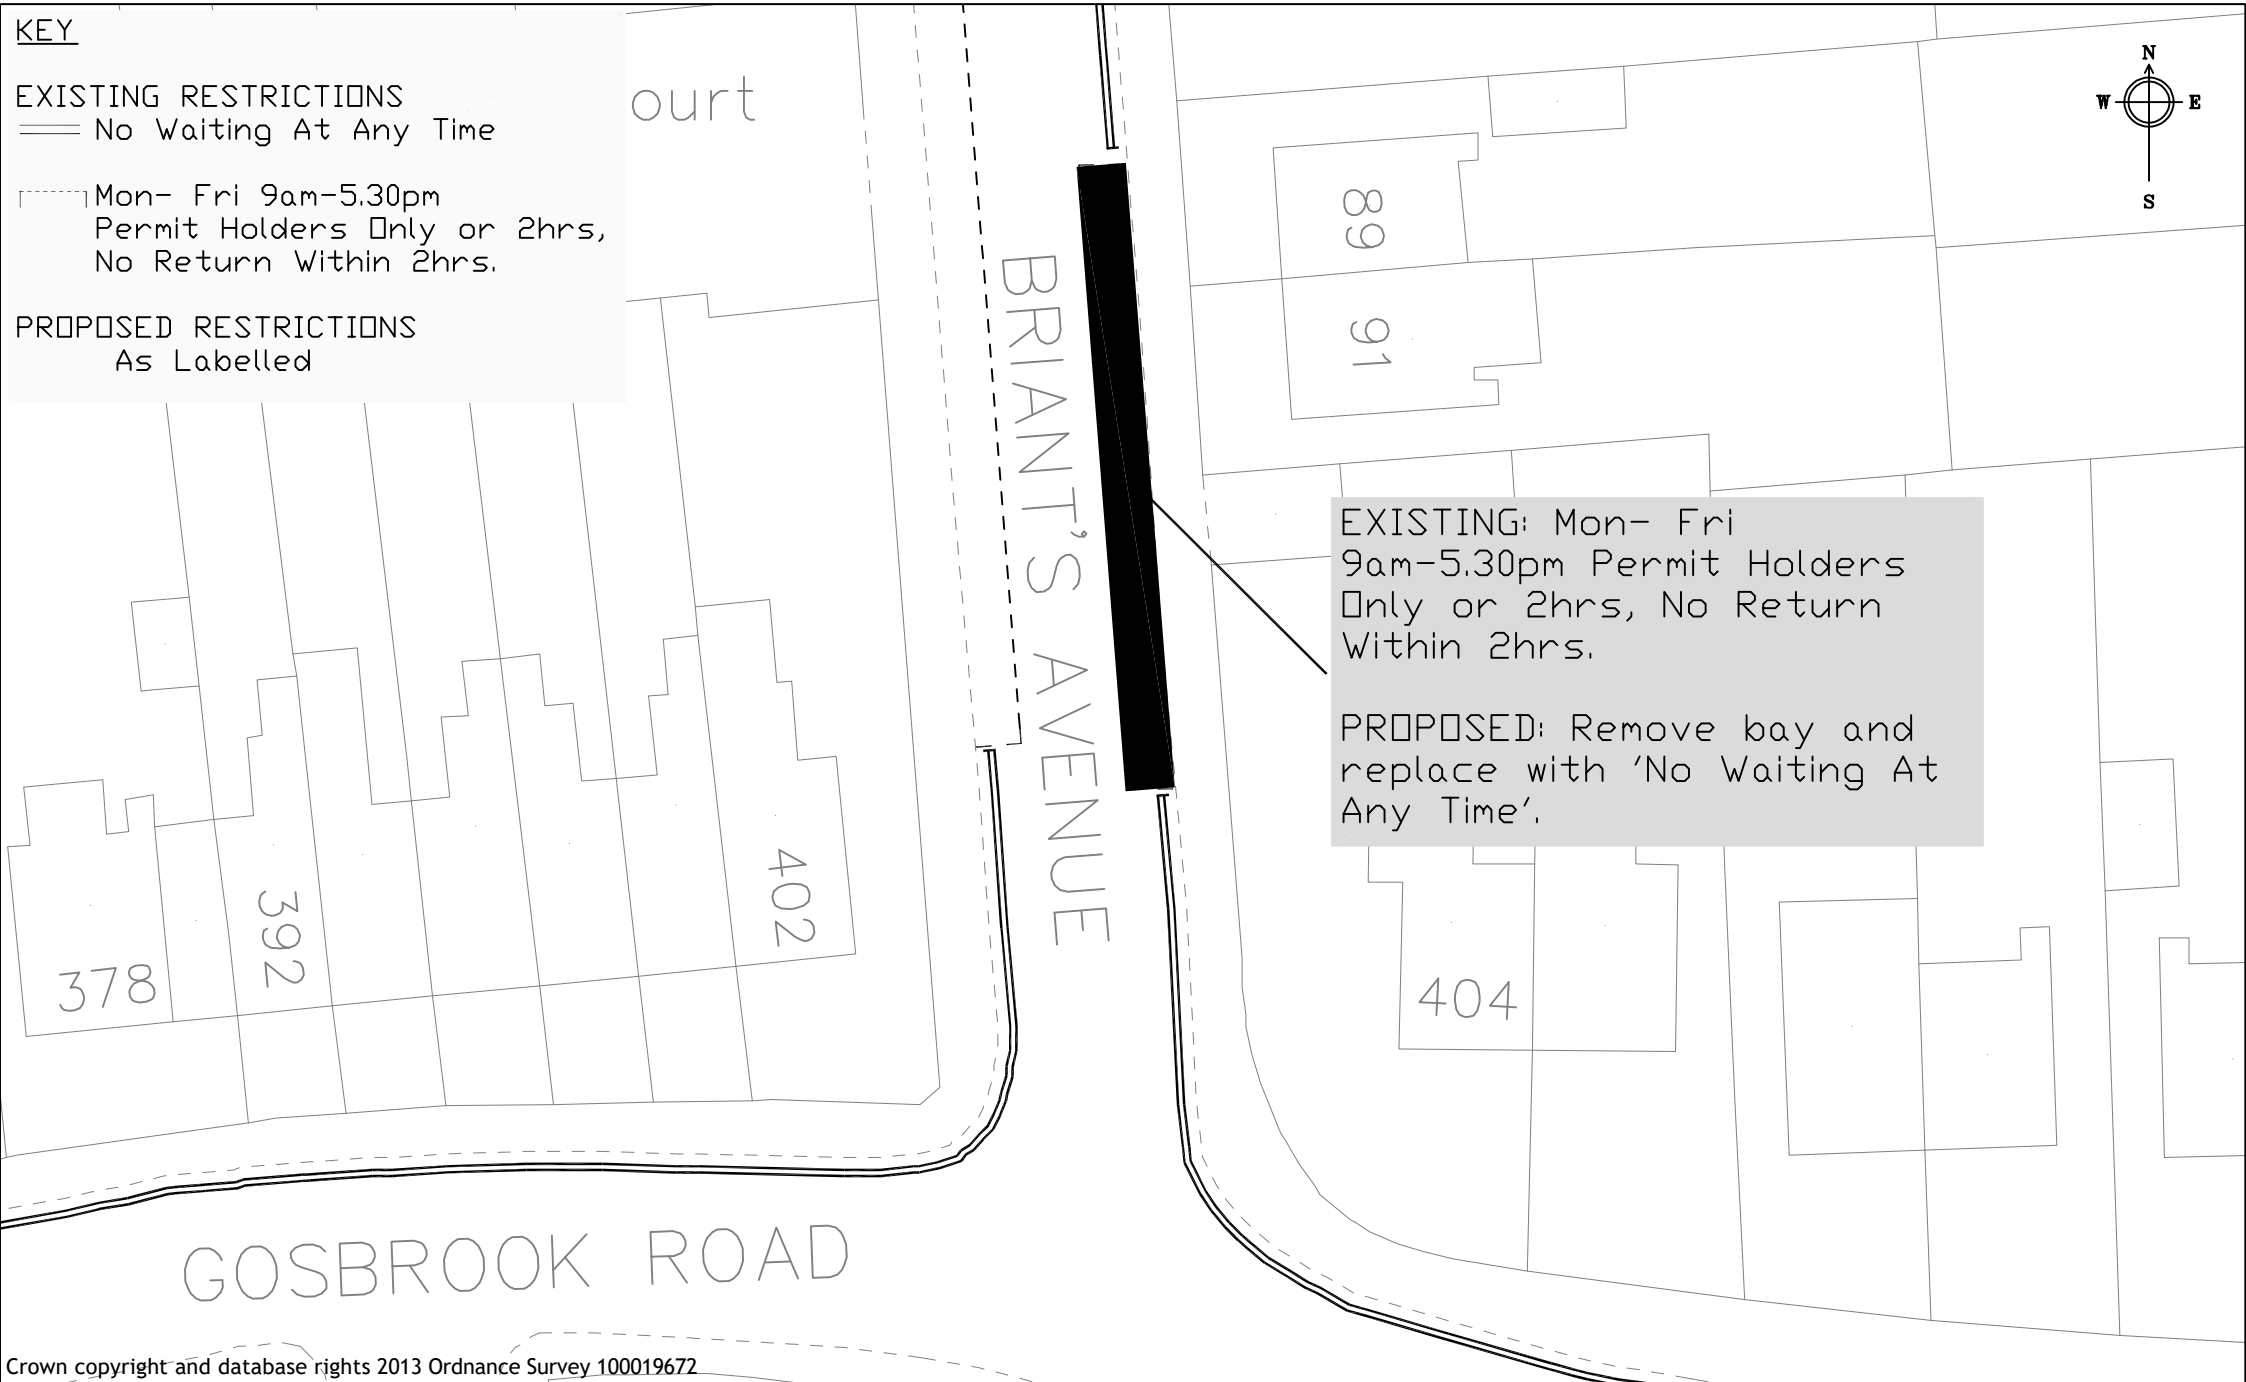 KEY
EXISTING RESTRICTIONS
No Waiting At Any Time
Mon- Fri 9am-5.30pm
Permit Holders Only or 2hrs,
No Return Within 2hrs.
PROPOSED RESTRICTIONS
As Labelled
ourt
N
W E
S
89
91
BRIANT'S AVENUE
EXISTING: Mon- Fri
9am-5.30pm Permit Holders
Only or 2hrs, No Return
Within 2hrs.
PROPOSED: Remove bay and
replace with 'No Waiting At
Any Time'.
378
392
402
404
GOSBROOK ROAD
Crown copyright and database rights 2013 Ordnance Survey 100019672